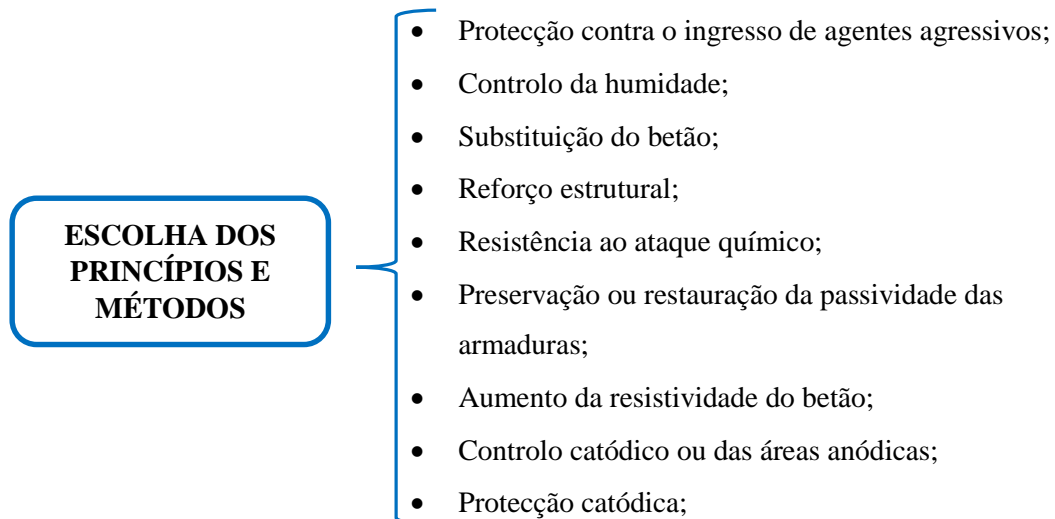 ESCOLHA DOS
PRINCÍPIOS E
MÉTODOS
• Protecção contra o ingresso de agentes agressivos;
• Controlo da humidade;
• Substituição do betão;
• Reforço estrutural;
• Resistência ao ataque químico;
• Preservação ou restauração da passividade das
armaduras;
• Aumento da resistividade do betão;
• Controlo catódico ou das áreas anódicas;
• Protecção catódica;